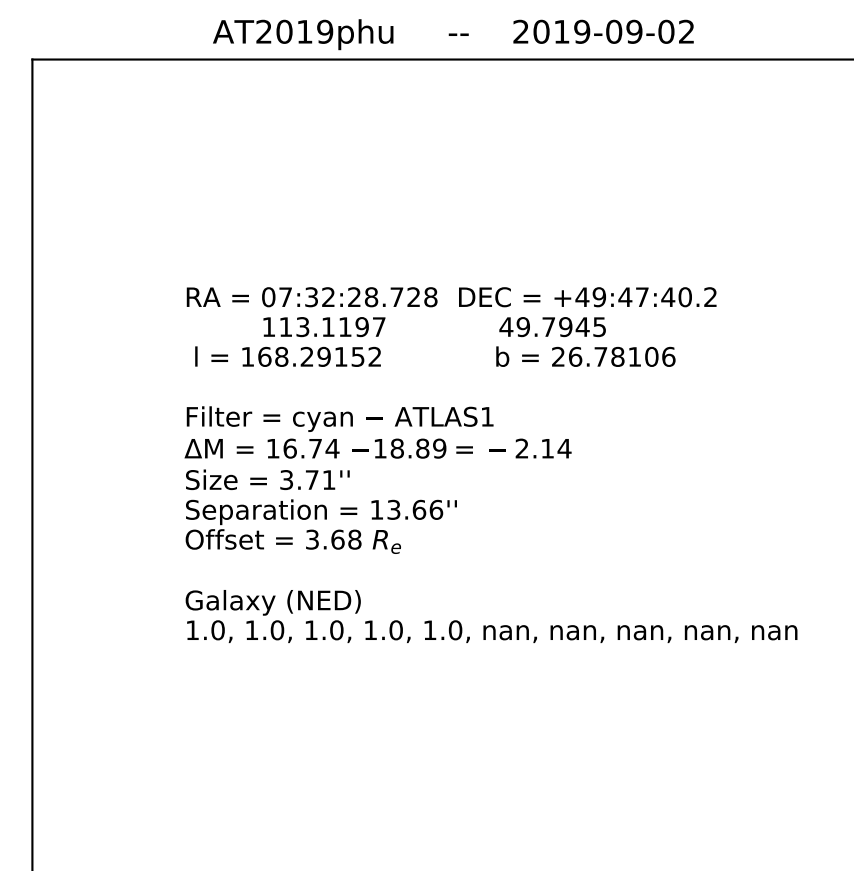 AT2019phu -- 2019-09-02
RA = 07:32:28.728 DEC = +49:47:40.2
113.1197 49.7945
l = 168.29152 b = 26.78106
Filter = cyan − ATLAS1
ΔM = 16.74 −18.89 = − 2.14
Size = 3.71''
Separation = 13.66''
Offset = 3.68 Rₑ
Galaxy (NED)
1.0, 1.0, 1.0, 1.0, 1.0, nan, nan, nan, nan, nan